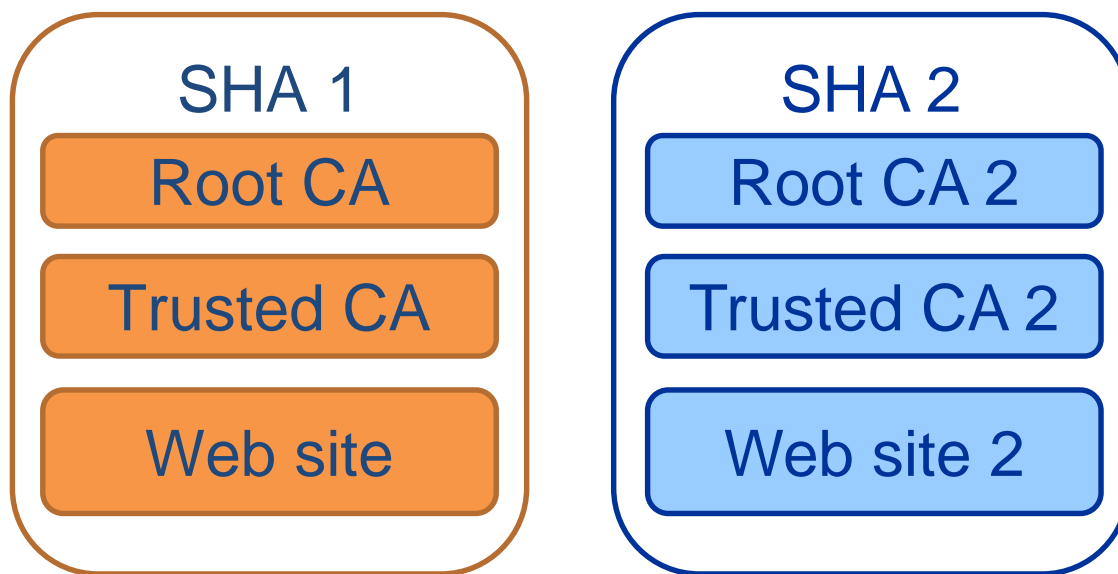 SHA 1
Root CA
Trusted CA
Web site
SHA 2
Root CA 2
Trusted CA 2
Web site 2